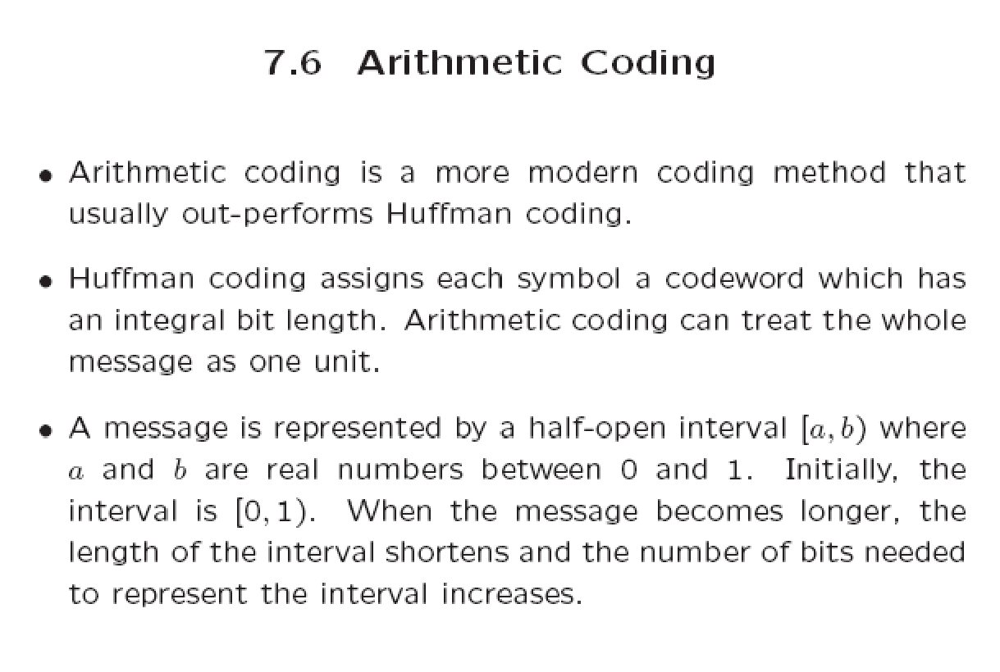 7.6 Arithmetic Coding
• Arithmetic coding is a more modern coding method that
usually out-performs Huffman coding.
• Huffman coding assigns each symbol a codeword which has
an integral bit length. Arithmetic coding can treat the whole
message as one unit.
• A message is represented by a half-open interval [a, b) where
a and b are real numbers between 0 and 1. Initially, the
interval is [0, 1). When the message becomes longer, the
length of the interval shortens and the number of bits needed
to represent the interval increases.